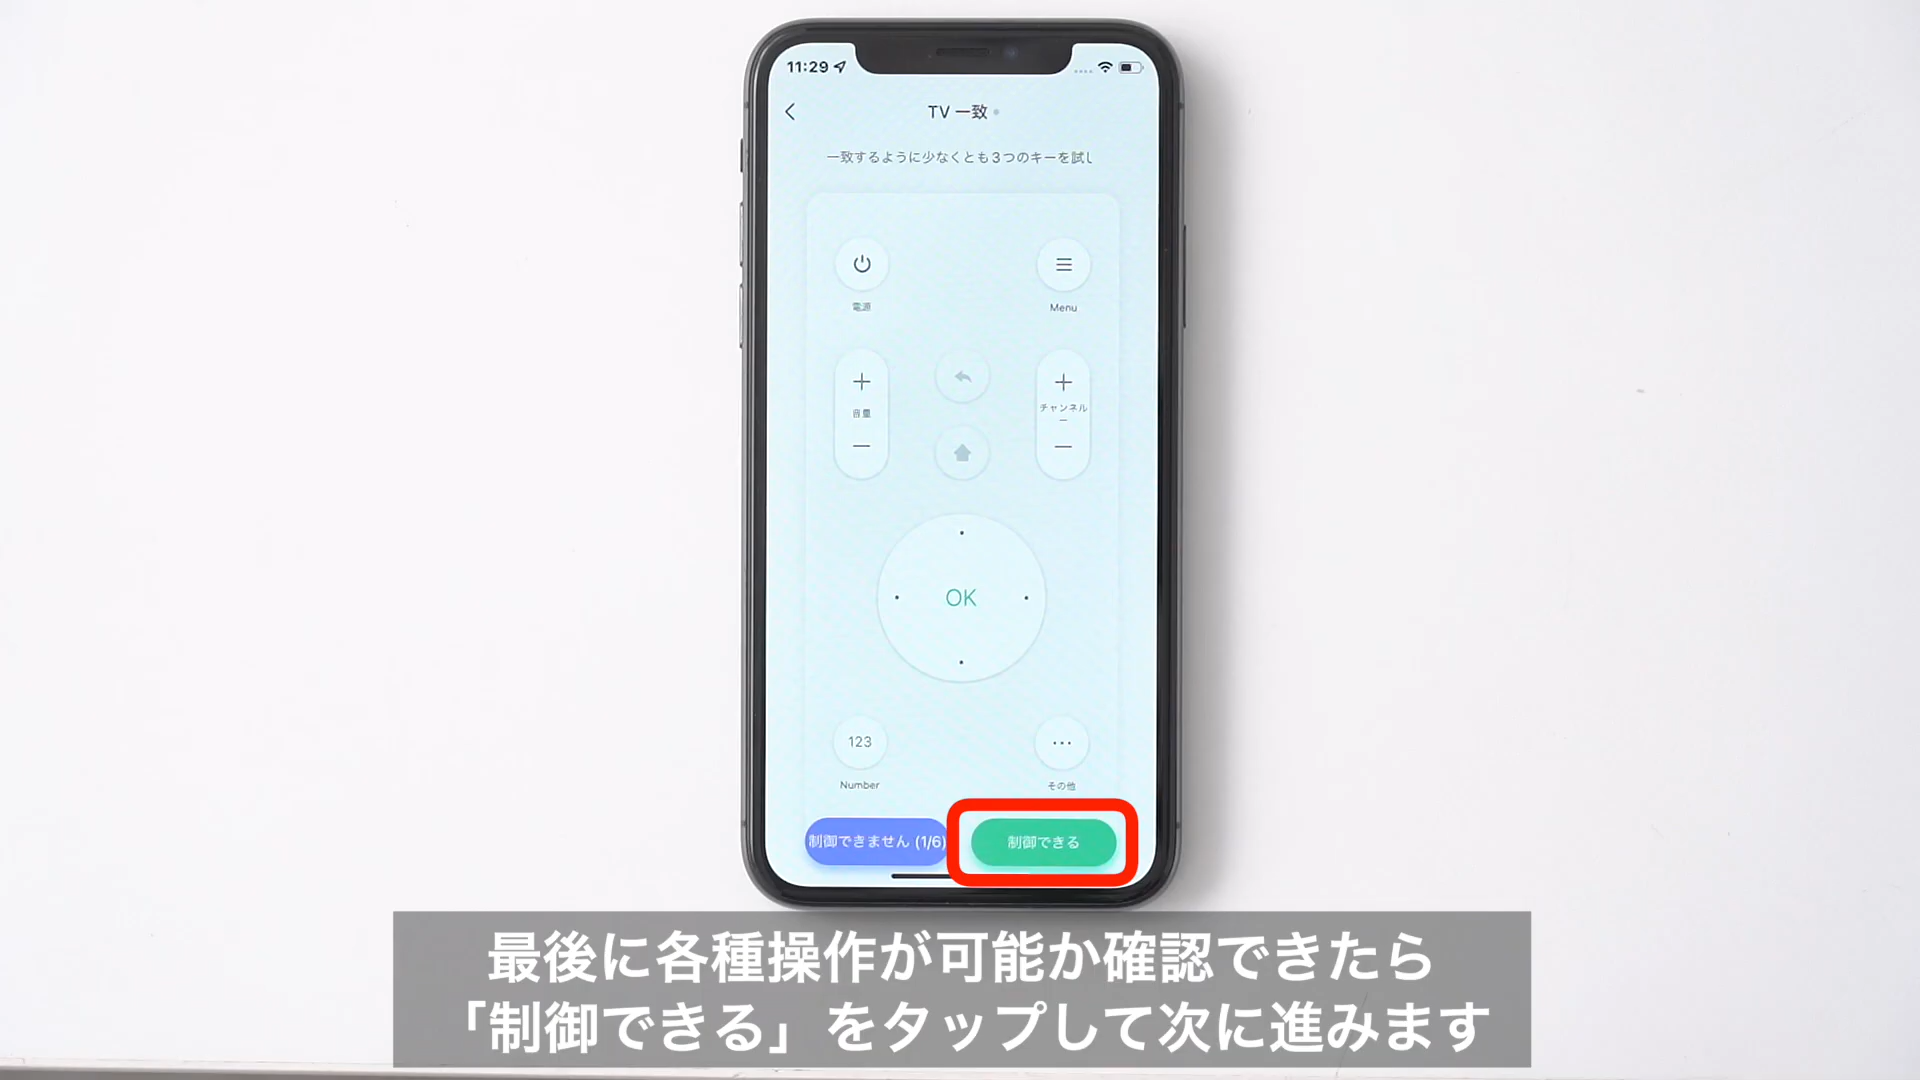 11:29
TV 一致
一致するように少なくとも3つのキーを試し
電源
Menu
音量
チャンネル
ー
OK
123
Number
その他
制御できません (1/6)
制御できる
最後に各種操作が可能か確認できたら
「制御できる」をタップして次に進みます